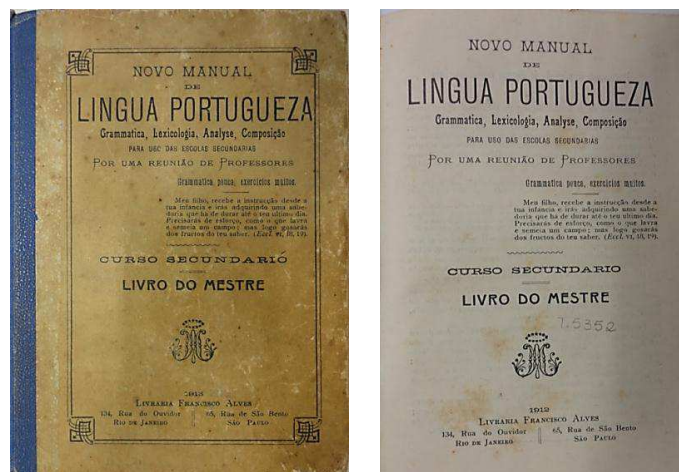 NOVO MANUAL
DE
LINGUA PORTUGUEZA
Grammatica, Lexicologia, Analyse, Composição
PARA USO DAS ESCOLAS SECUNDARIAS
POR UMA REUNIÃO DE PROFESSORES
Grammatica pouca, exercicios muitos.
Meu filho, recebe a instrucção desde a
tua infancia e irás adquirindo uma sabe-
doria que ha de durar até o teu ultimo dia.
Precisarás de esforço, como o que lavra
e semeia um campo; mas logo gosarás
dos fructos do teu saber. (Eccl. VI, 18, 19).
CURSO SECUNDARIO
LIVRO DO MESTRE
LIVRARIA FRANCISCO ALVES
134, Rua do Ouvidor
RIO DE JANEIRO
65, Rua de São Bento
SÃO PAULO
NOVO MANUAL
DE
LINGUA PORTUGUEZA
Grammatica, Lexicologia, Analyse, Composição
PARA USO DAS ESCOLAS SECUNDARIAS
POR UMA REUNIÃO DE PROFESSORES
Grammatica pouca, exercicios muitos.
Meu filho, recebe a instrucção desde a
tua infancia e irás adquirindo uma sabe-
doria que ha de durar até o teu ultimo dia.
Precisarás de esforço, como o que lavra
e semeia um campo; mas logo gosarás
dos fructos do teu saber. (Eccl. VI, 18, 19).
CURSO SECUNDARIO
LIVRO DO MESTRE
7.5352
1912
LIVRARIA FRANCISCO ALVES
134, Rua do Ouvidor
RIO DE JANEIRO
65, Rua de São Bento
SÃO PAULO